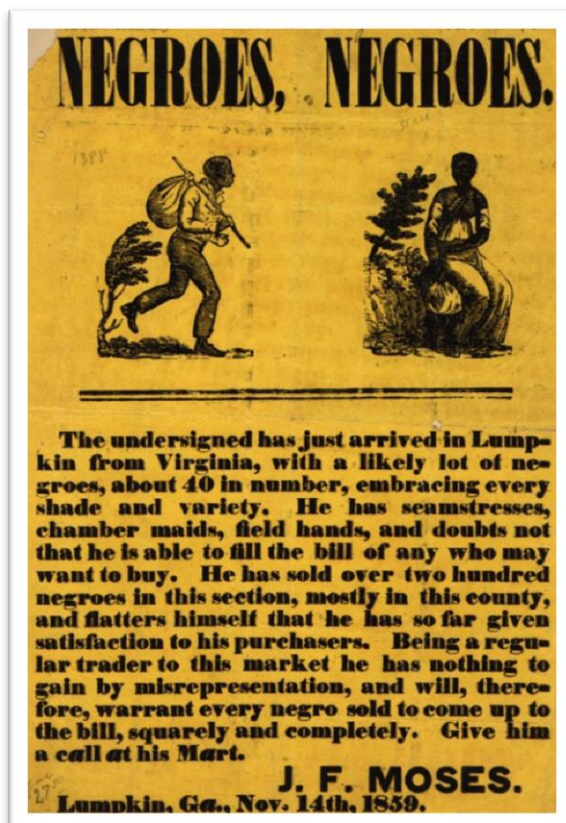 NEGROES, NEGROES.
1388
The undersigned has just arrived in Lump-
kin from Virginia, with a likely lot of ne-
groes, about 40 in number, embracing every
shade and variety. He has seamstresses,
chamber maids, field hands, and doubts not
that he is able to fill the bill of any who may
want to buy. He has sold over two hundred
negroes in this section, mostly in this county,
and flatters himself that he has so far given
satisfaction to his purchasers. Being a regu-
lar trader to this market he has nothing to
gain by misrepresentation, and will, there-
fore, warrant every negro sold to come up to
the bill, squarely and completely. Give him
a call at his Mart.
J. F. MOSES.
Lumpkin, Ga., Nov. 14th, 1859.